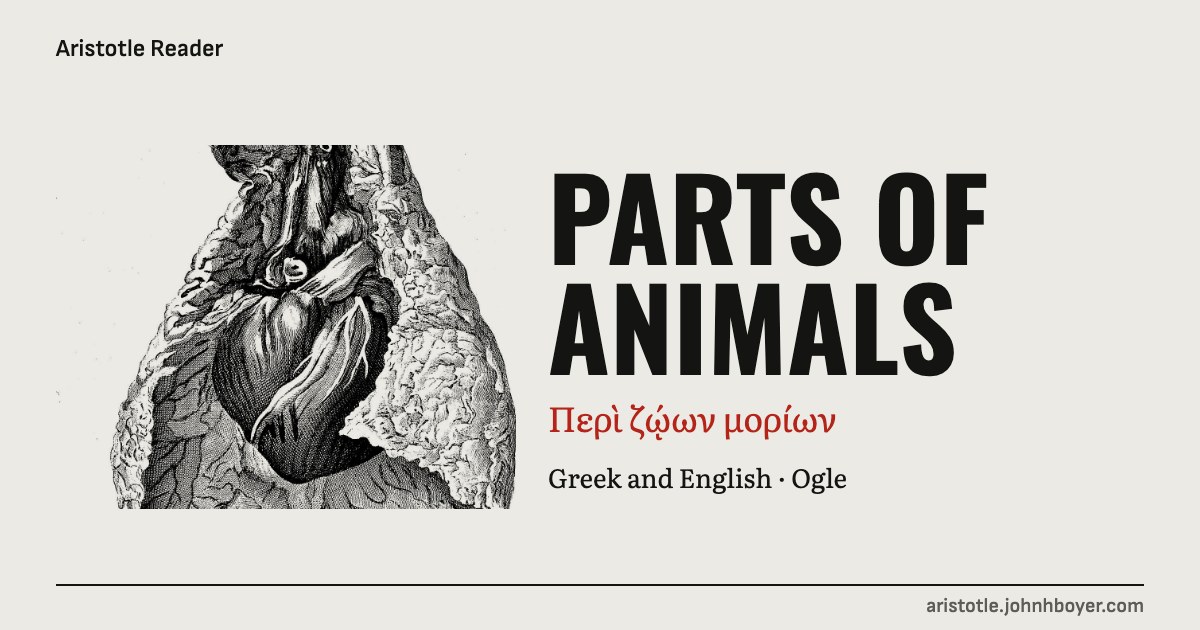 Aristotle Reader
PARTS OF
ANIMALS
Περὶ ζῴων μορίων
Greek and English · Ogle
aristotle.johnhboyer.com